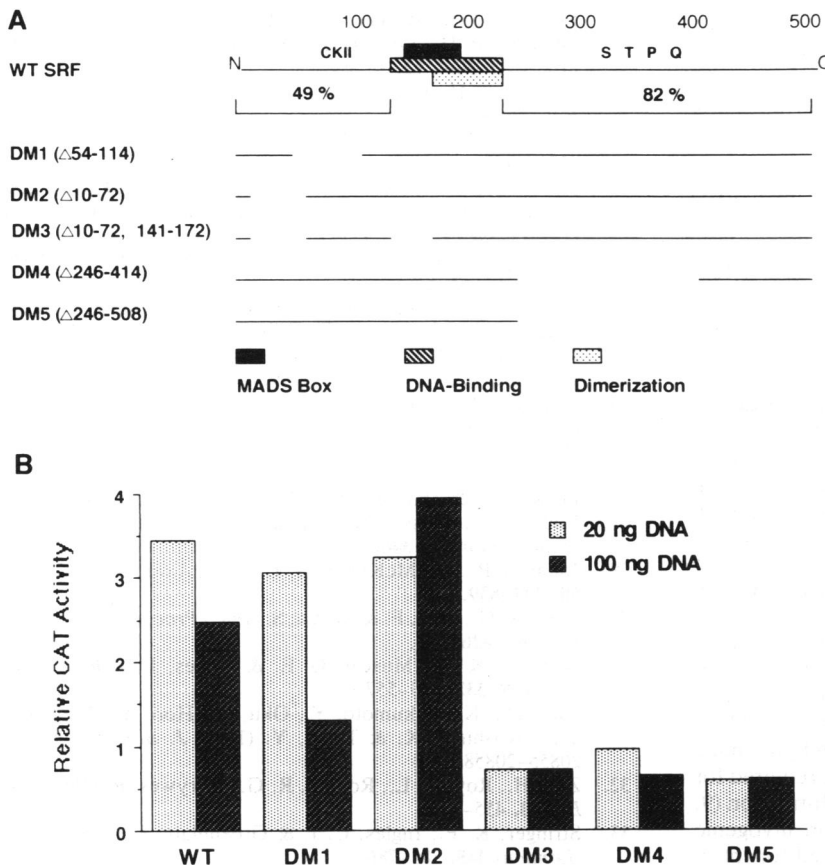 A
100 200 300 400 500
CKII S T P Q
WT SRF N C
49 % 82 %
DM1 (△54-114)
DM2 (△10-72)
DM3 (△10-72, 141-172)
DM4 (△246-414)
DM5 (△246-508)
MADS Box DNA-Binding Dimerization
B
4
3
2
1
0
Relative CAT Activity
20 ng DNA
100 ng DNA
WT DM1 DM2 DM3 DM4 DM5